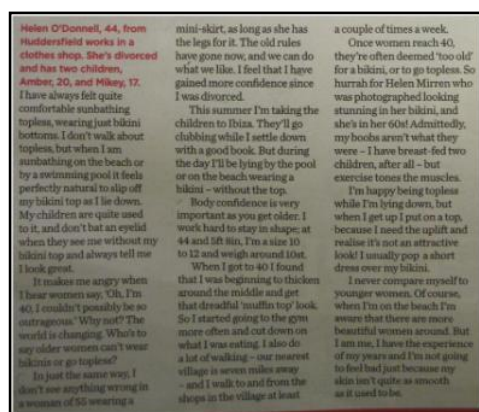 Helen O'Donnell, 44, from
Huddersfield works in a
clothes shop. She's divorced
and has two children,
Amber, 20, and Mikey, 17.
I have always felt quite
comfortable sunbathing
topless, wearing just bikini
bottoms. I don't walk about
topless, but when I am
sunbathing on the beach or
by a swimming pool it feels
perfectly natural to slip off
my bikini top as I lie down.
My children are quite used
to it, and don't bat an eyelid
when they see me without my
bikini top and always tell me
I look great.
It makes me angry when
I hear women say, 'Oh, I'm
40, I couldn't possibly be so
outrageous.' Why not? The
world is changing. Who's to
say older women can't wear
bikinis or go topless?
In just the same way, I
don't see anything wrong in
a woman of 55 wearing a
mini-skirt, as long as she has
the legs for it. The old rules
have gone now, and we can do
what we like. I feel that I have
gained more confidence since
I was divorced.
This summer I'm taking the
children to Ibiza. They'll go
clubbing while I settle down
with a good book. But during
the day I'll be lying by the pool
or on the beach wearing a
bikini – without the top.
Body confidence is very
important as you get older. I
work hard to stay in shape; at
44 and 5ft 8in, I'm a size 10
to 12 and weigh around 10st.
When I got to 40 I found
that I was beginning to thicken
around the middle and get
that dreadful 'muffin top' look.
So I started going to the gym
more often and cut down on
what I was eating. I also do
a lot of walking – our nearest
village is seven miles away
– and I walk to and from the
shops in the village at least
a couple of times a week.
Once women reach 40,
they're often deemed 'too old'
for a bikini, or to go topless. So
hurrah for Helen Mirren who
was photographed looking
stunning in her bikini, and
she's in her 60s! Admittedly,
my boobs aren't what they
were – I have breast-fed two
children, after all – but
exercise tones the muscles.
I'm happy being topless
while I'm lying down, but
when I get up I put on a top,
because I need the uplift and
realise it's not an attractive
look! I usually pop a short
dress over my bikini.
I never compare myself to
younger women. Of course,
when I'm on the beach I'm
aware that there are more
beautiful women around. But
I am me, I have the experience
of my years and I'm not going
to feel bad just because my
skin isn't quite as smooth
as it used to be.